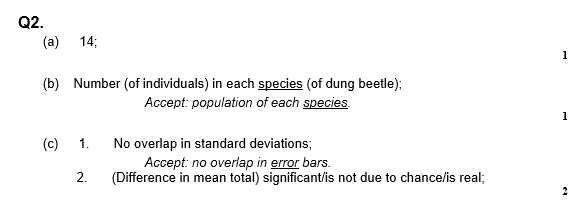 Q2.
(a) 14;
1
(b) Number (of individuals) in each species (of dung beetle);
Accept: population of each species.
1
(c) 1. No overlap in standard deviations;
Accept: no overlap in error bars.
2. (Difference in mean total) significant/is not due to chance/is real;
2